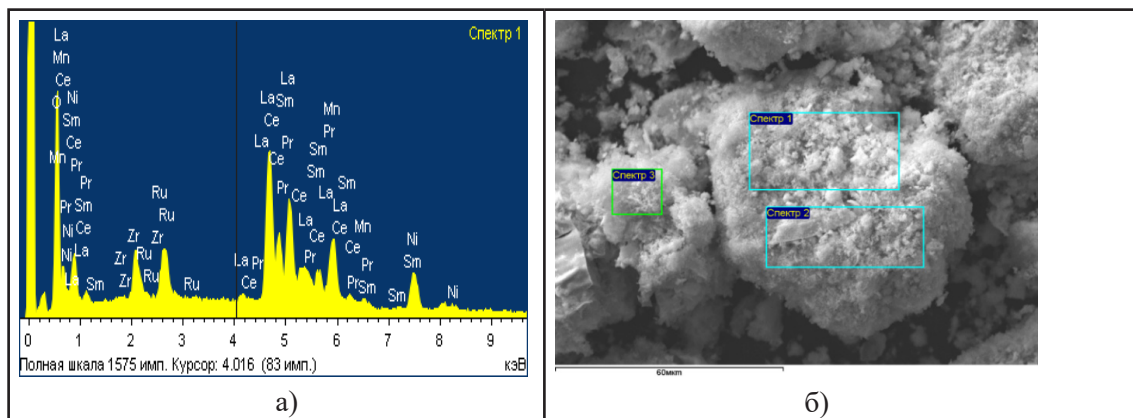 Спектр 1
La
Mn
Ce
O
Ni
Sm
Ce
Mn
Pr
Pr
Sm
Ni
Ce
Ni
La
La
Sm
Zr
Zr
Ru
Zr
Ru
Ru
Zr
Ru
Ru
La
Ce
Pr
La
La
Ce
Ce
Pr
La
Sm
Pr
Ce
La
Pr
Mn
Pr
Sm
Sm
La
Ce
Sm
La
Ce
Pr
Mn
Pr
Sm
Sm
Ni
Sm
Ni
0 1 2 3 4 5 6 7 8 9
Полная шкала 1575 имп. Курсор: 4.016 (83 имп.) кэВ
а)
Спектр 1
Спектр 3
Спектр 2
60мкм
б)